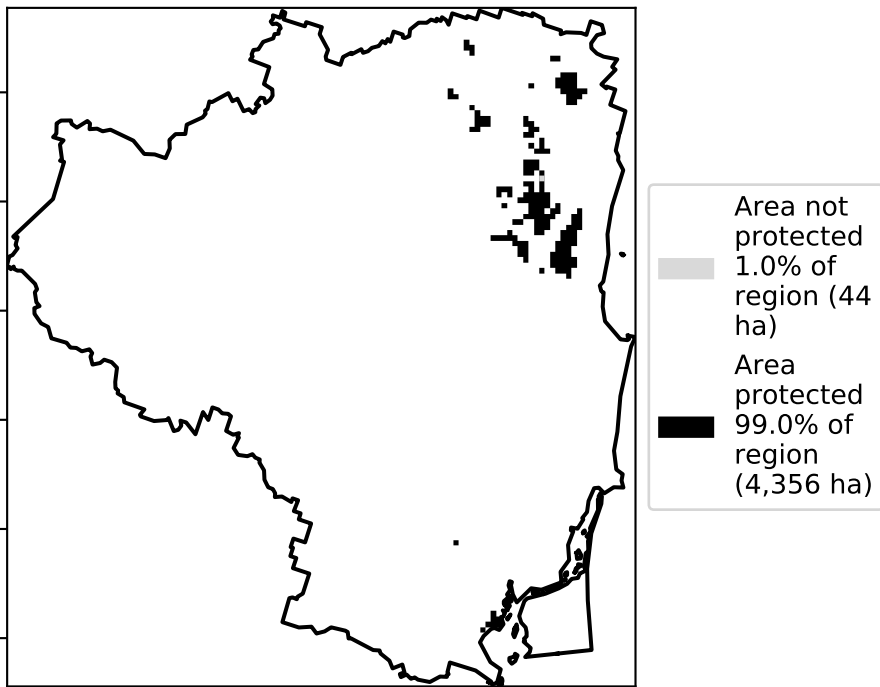 Area not
protected
1.0% of
region (44
ha)
Area
protected
99.0% of
region
(4,356 ha)